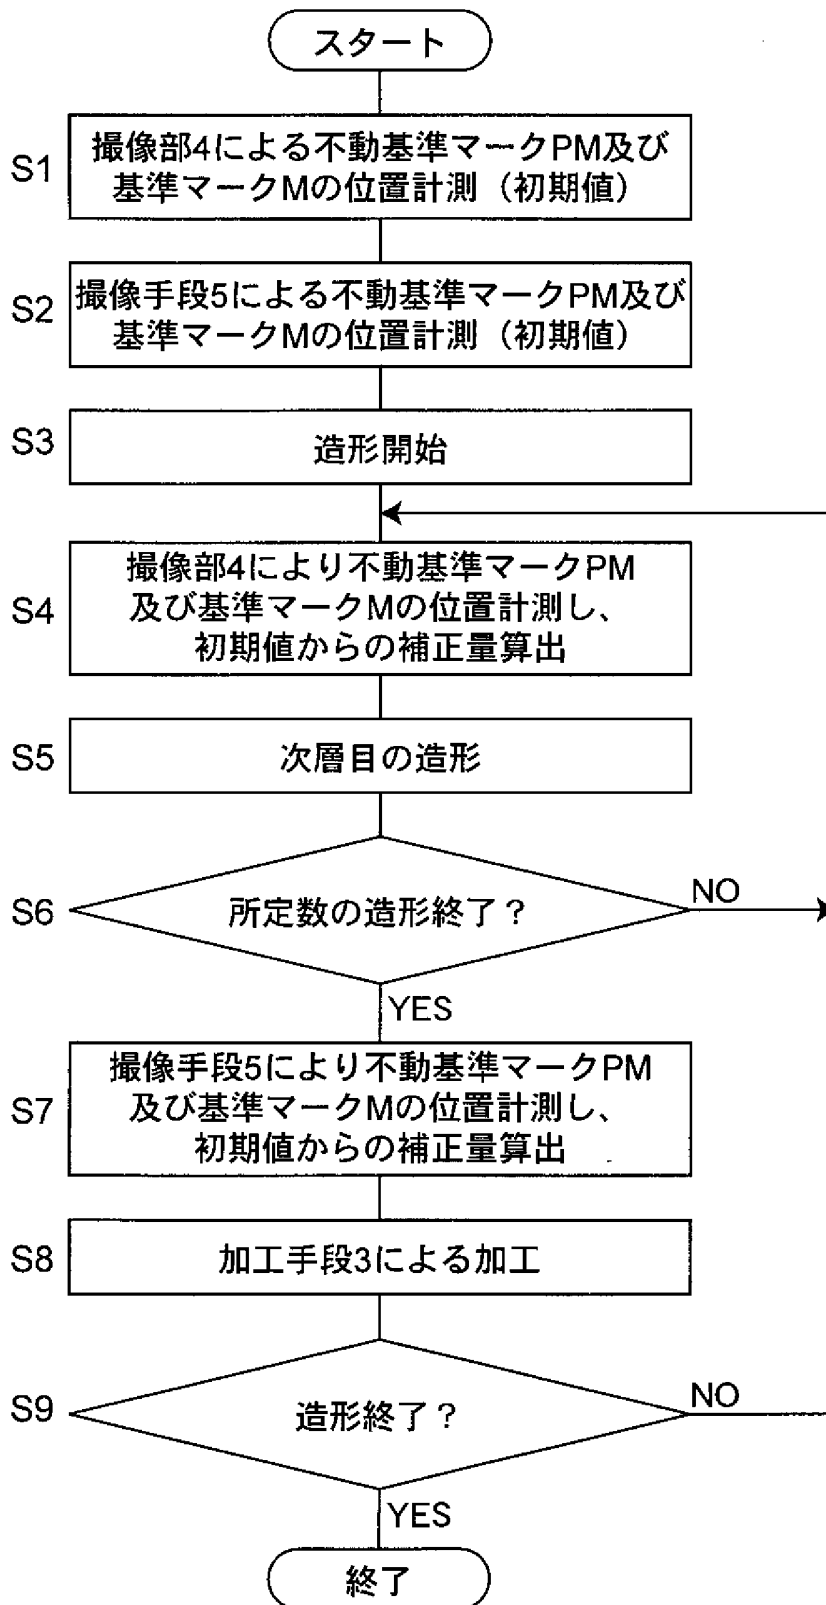 スタート
S1
撮像部4による不動基準マークPM及び
基準マークMの位置計測（初期値）
S2
撮像手段5による不動基準マークPM及び
基準マークMの位置計測（初期値）
S3
造形開始
S4
撮像部4により不動基準マークPM
及び基準マークMの位置計測し、
初期値からの補正量算出
S5
次層目の造形
S6
所定数の造形終了？
NO
YES
S7
撮像手段5により不動基準マークPM
及び基準マークMの位置計測し、
初期値からの補正量算出
S8
加工手段3による加工
S9
造形終了？
NO
YES
終了